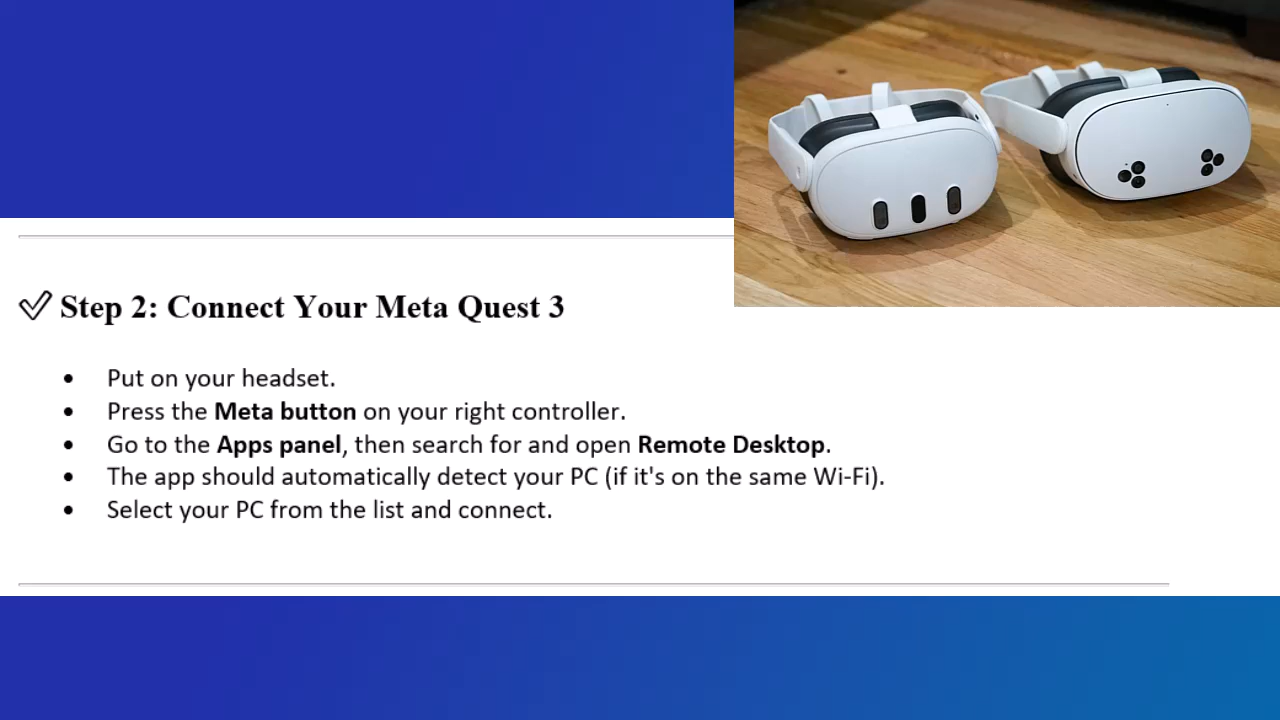 ✓ Step 2: Connect Your Meta Quest 3
• Put on your headset.
• Press the Meta button on your right controller.
• Go to the Apps panel, then search for and open Remote Desktop.
• The app should automatically detect your PC (if it's on the same Wi-Fi).
• Select your PC from the list and connect.